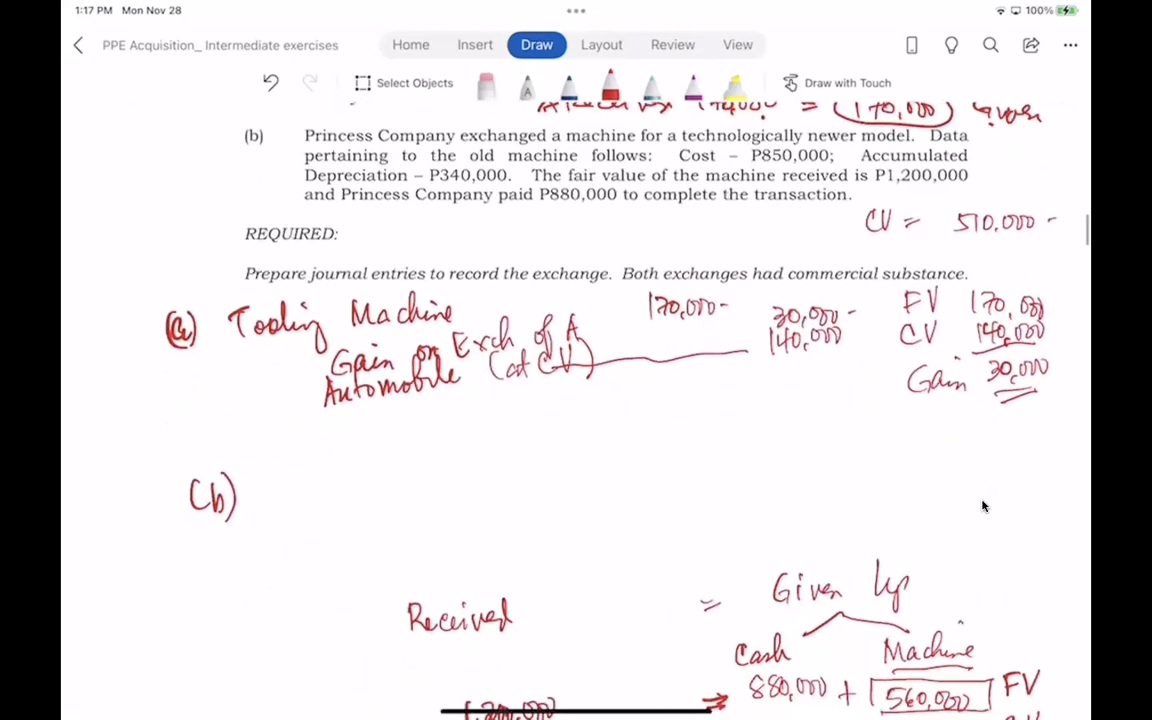 1:17 PM Mon Nov 28
100%
PPE Acquisition_ Intermediate exercises
Home Insert Draw Layout Review View
Select Objects
A
Draw with Touch
= (170,000)
(b) Princess Company exchanged a machine for a technologically newer model. Data
pertaining to the old machine follows: Cost – P850,000; Accumulated
Depreciation – P340,000. The fair value of the machine received is P1,200,000
and Princess Company paid P880,000 to complete the transaction.
CV = 510,000 -
REQUIRED:
Prepare journal entries to record the exchange. Both exchanges had commercial substance.
(a) Tooling Machine 170,000-
Gain on Exch of A 30,000-
Automobile (at CV) 140,000
FV 170,000
CV 140,000
Gain 30,000
(b)
Received = Given Up
Cash Machine
880,000 + 560,000 FV